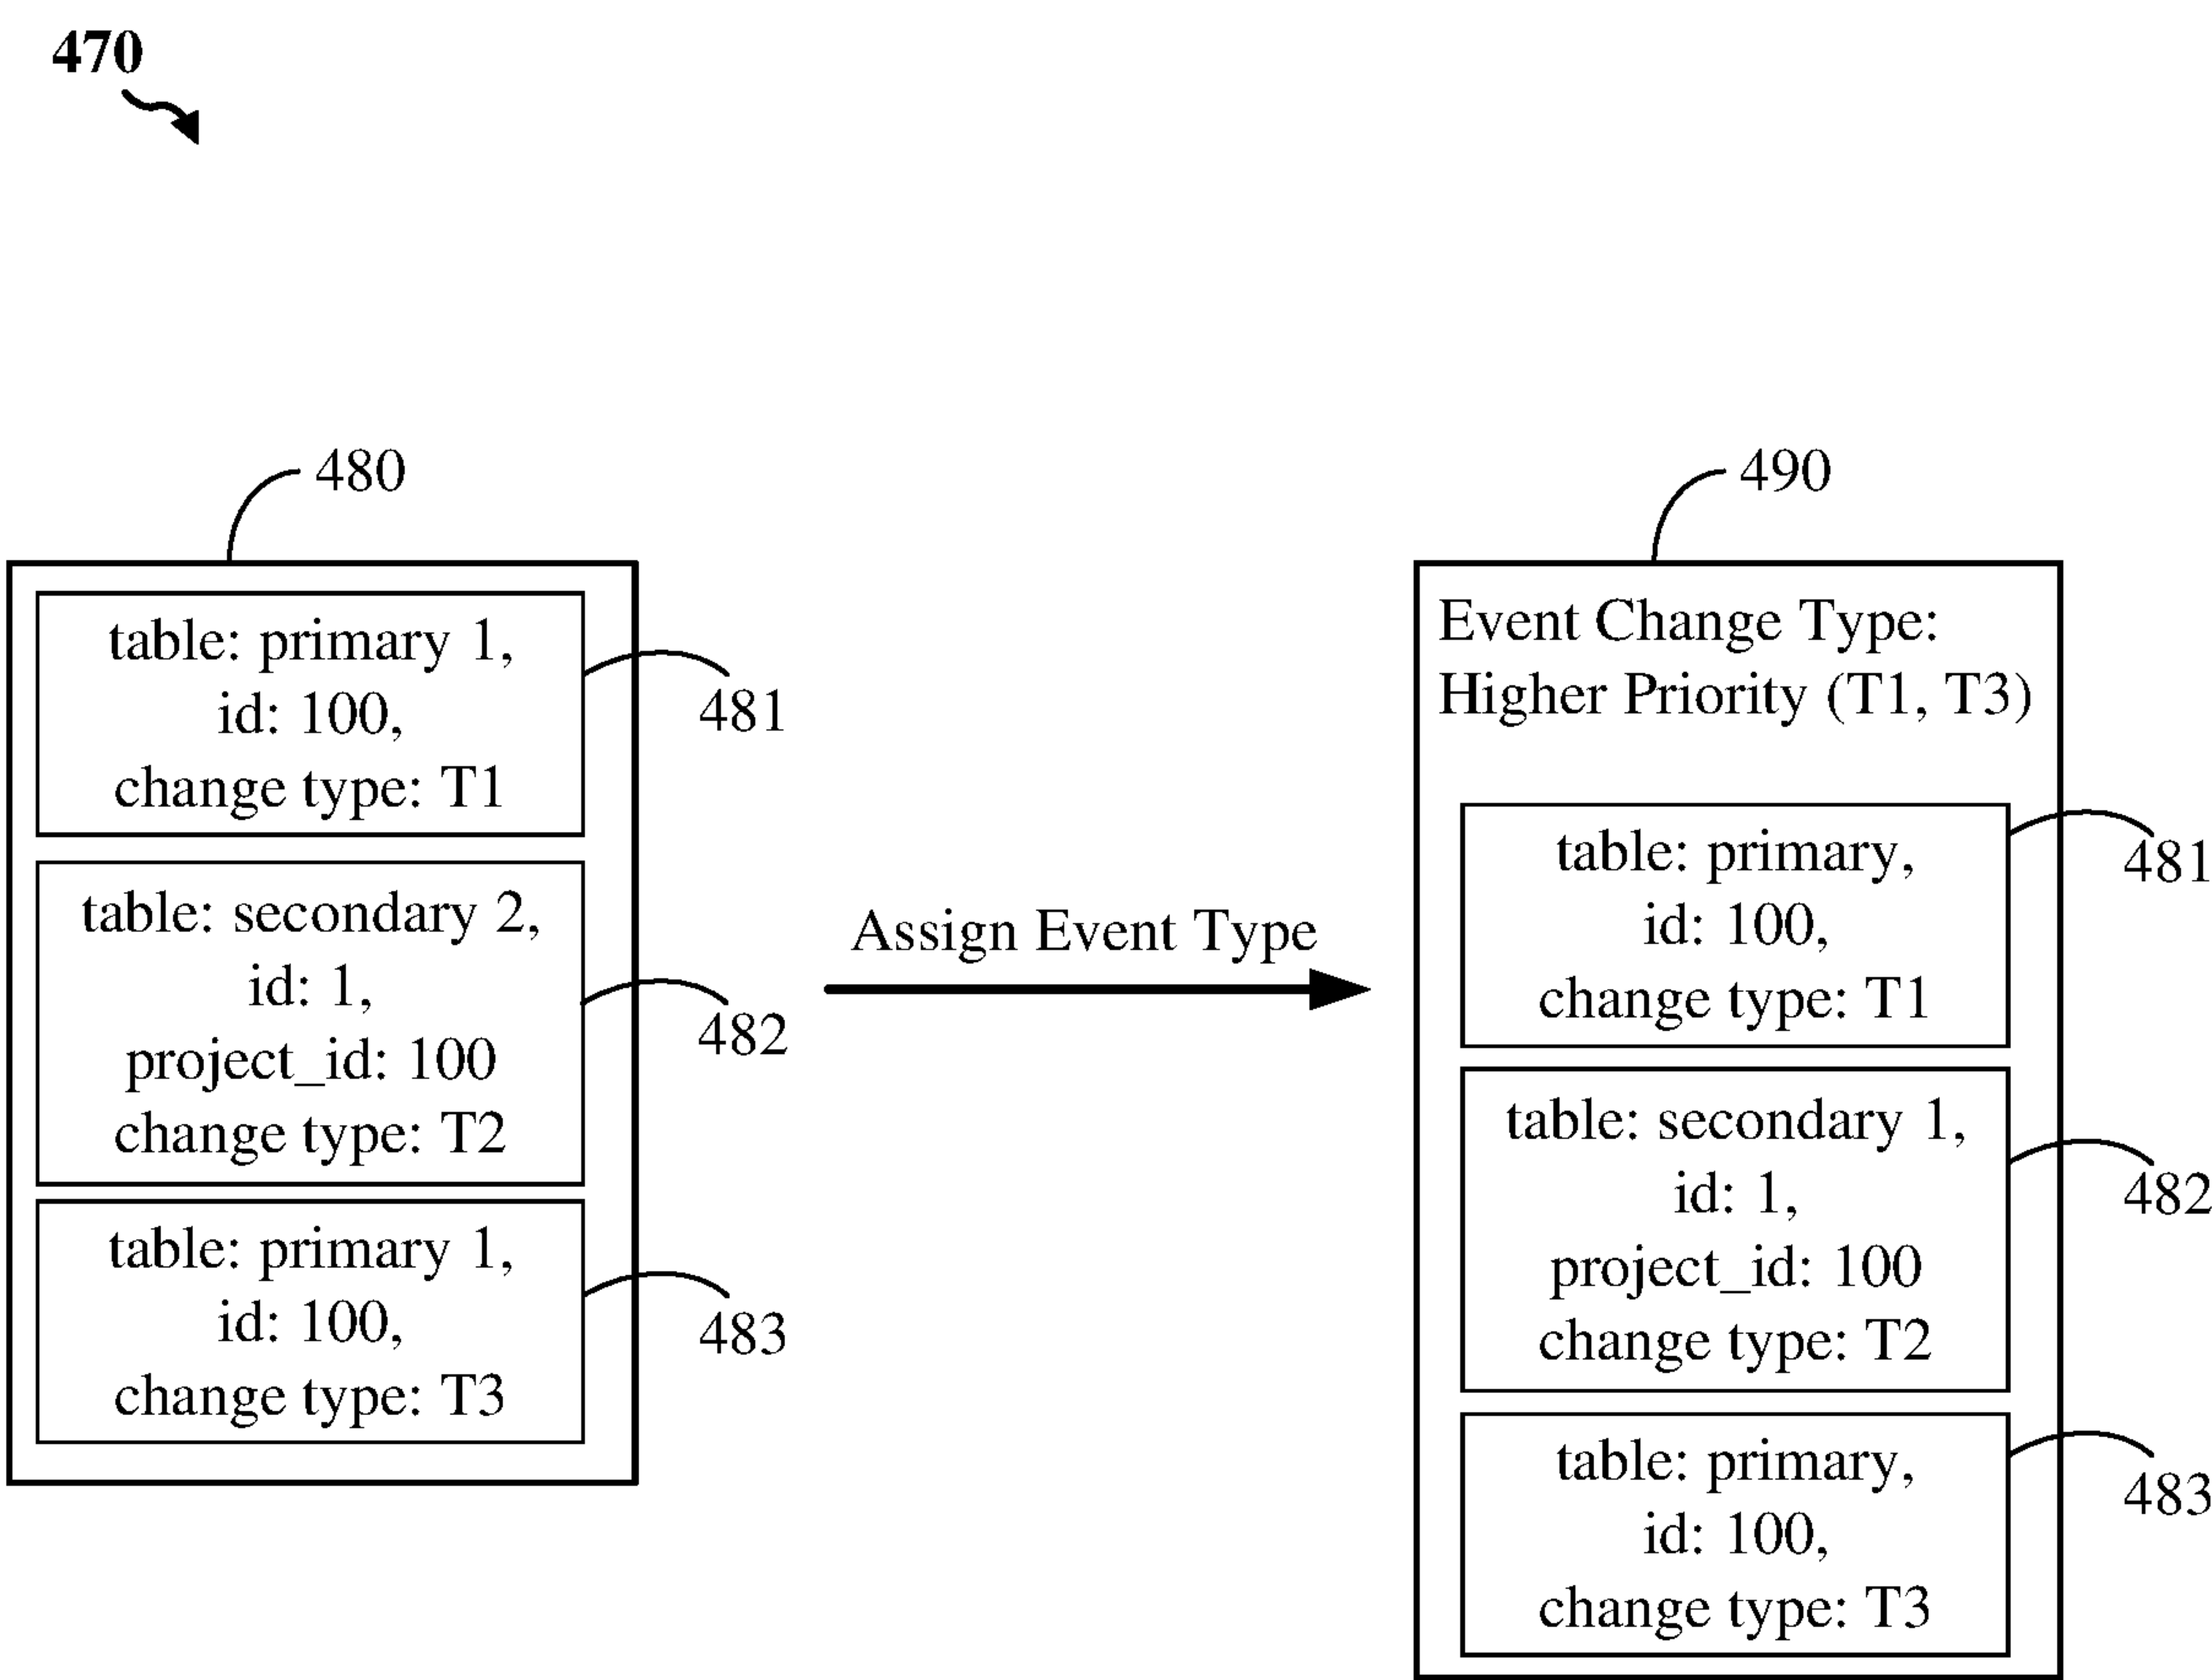 470
480
table: primary 1,
id: 100,
change type: T1
481
table: secondary 2,
id: 1,
project_id: 100
change type: T2
482
table: primary 1,
id: 100,
change type: T3
483
Assign Event Type
490
Event Change Type:
Higher Priority (T1, T3)
table: primary,
id: 100,
change type: T1
481
table: secondary 1,
id: 1,
project_id: 100
change type: T2
482
table: primary,
id: 100,
change type: T3
483